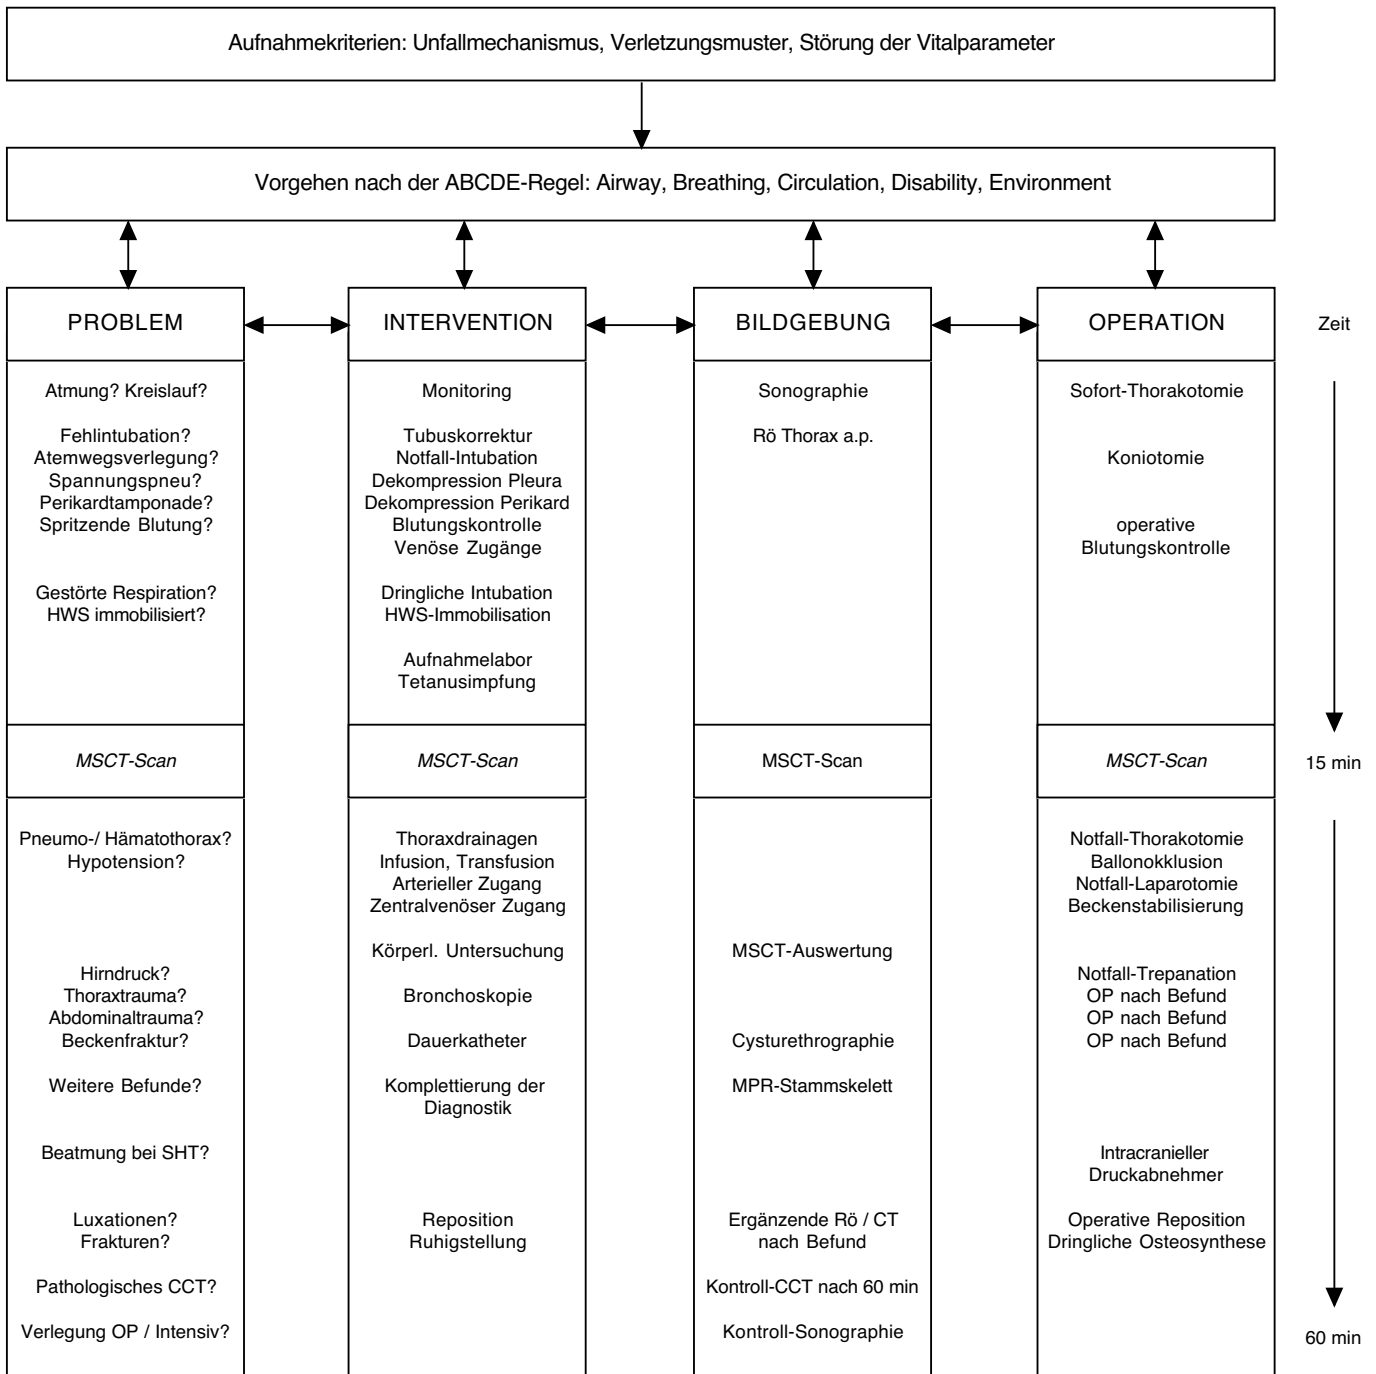 Aufnahmekriterien: Unfallmechanismus, Verletzungsmuster, Störung der Vitalparameter
Vorgehen nach der ABCDE-Regel: Airway, Breathing, Circulation, Disability, Environment
PROBLEM
Atmung? Kreislauf?
Fehlintubation?
Atemwegsverlegung?
Spannungspneu?
Perikardtamponade?
Spritzende Blutung?
Gestörte Respiration?
HWS immobilisiert?
MSCT-Scan
Pneumo-/ Hämatothorax?
Hypotension?
Hirndruck?
Thoraxtrauma?
Abdominaltrauma?
Beckenfraktur?
Weitere Befunde?
Beatmung bei SHT?
Luxationen?
Frakturen?
Pathologisches CCT?
Verlegung OP / Intensiv?
INTERVENTION
Monitoring
Tubuskorrektur
Notfall-Intubation
Dekompression Pleura
Dekompression Perikard
Blutungskontrolle
Venöse Zugänge
Dringliche Intubation
HWS-Immobilisation
Aufnahmelabor
Tetanusimpfung
MSCT-Scan
Thoraxdrainagen
Infusion, Transfusion
Arterieller Zugang
Zentralvenöser Zugang
Körperl. Untersuchung
Bronchoskopie
Dauerkatheter
Komplettierung der
Diagnostik
Reposition
Ruhigstellung
BILDGEBUNG
Sonographie
Rö Thorax a.p.
MSCT-Scan
MSCT-Auswertung
Cysturethrographie
MPR-Stammskelett
Ergänzende Rö / CT
nach Befund
Kontroll-CCT nach 60 min
Kontroll-Sonographie
OPERATION
Sofort-Thorakotomie
Koniotomie
operative
Blutungskontrolle
MSCT-Scan
Notfall-Thorakotomie
Ballonokklusion
Notfall-Laparotomie
Beckenstabilisierung
Notfall-Trepanation
OP nach Befund
OP nach Befund
OP nach Befund
Intracranieller
Druckabnehmer
Operative Reposition
Dringliche Osteosynthese
Zeit
15 min
60 min